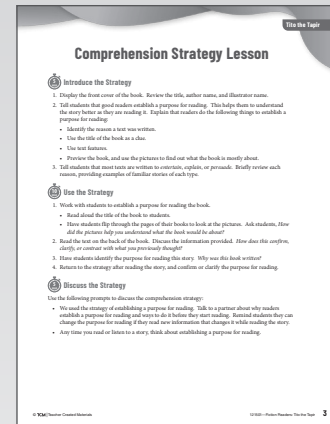 Tito the Tapir
Comprehension Strategy Lesson
Introduce the Strategy
1. Display the front cover of the book. Review the title, author name, and illustrator name.
2. Tell students that good readers establish a purpose for reading. This helps them to understand
the story better as they are reading it. Explain that readers do the following things to establish a
purpose for reading:
• Identify the reason a text was written.
• Use the title of the book as a clue.
• Use text features.
• Preview the book, and use the pictures to find out what the book is mostly about.
3. Tell students that most texts are written to entertain, explain, or persuade. Briefly review each
reason, providing examples of familiar stories of each type.
Use the Strategy
1. Work with students to establish a purpose for reading the book.
• Read aloud the title of the book to students.
• Have students flip through the pages of their books to look at the pictures. Ask students, How
did the pictures help you understand what the book would be about?
2. Read the text on the back of the book. Discuss the information provided. How does this confirm,
clarify, or contrast with what you previously thought?
3. Have students identify the purpose for reading this story. Why was this book written?
4. Return to the strategy after reading the story, and confirm or clarify the purpose for reading.
Discuss the Strategy
Use the following prompts to discuss the comprehension strategy:
• We used the strategy of establishing a purpose for reading. Talk to a partner about why readers
establish a purpose for reading and ways to do it before they start reading. Remind students they can
change the purpose for reading if they read new information that changes it while reading the story.
• Any time you read or listen to a story, think about establishing a purpose for reading.
© TCM | Teacher Created Materials
Readers: Tito the Tapir
3